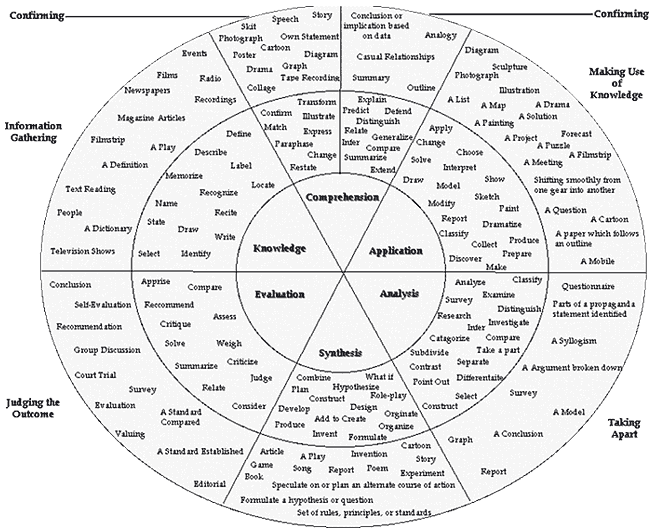 Confirming
Confirming
Making Use
of
Knowledge
Information
Gathering
Judging the
Outcome
Taking
Apart
Comprehension
Knowledge
Application
Evaluation
Analysis
Synthesis
Skit
Speech
Story
Photograph
Own Statement
Cartoon
Poster
Diagram
Graph
Drama
Tape Recording
Collage
Conclusion or
implication based
on data
Analogy
Casual Relationships
Summary
Outline
Transform
Confirm
Illustrate
Match
Express
Paraphase
Change
Restate
Explain
Predict
Defend
Distinguish
Relate
Generalize
Infer
Compare
Summarize
Extend
Events
Films
Radio
Newspapers
Recordings
Magazine Articles
Filmstrip
A Play
A Definition
Text Reading
People
A Dictionary
Television Shows
Define
Describe
Label
Memorize
Locate
Recognize
Name
Recite
State
Draw
Write
Select
Identify
Diagram
Sculpture
Photograph
Illustration
A List
A Map
A Drama
A Solution
A Painting
Forecast
A Project
A Puzzle
A Filmstrip
A Meeting
Shifting smoothly from
one gear into another
A Question
A Cartoon
A paper which follows
an outline
A Mobile
Apply
Change
Choose
Solve
Interpret
Draw
Model
Show
Sketch
Modify
Paint
Report
Dramatize
Classify
Collect
Produce
Discover
Prepare
Make
Conclusion
Self-Evaluation
Recommendation
Group Discussion
Court Trial
Survey
Evaluation
A Standard
Compared
Valuing
A Standard Established
Editorial
Apprise
Compare
Recommend
Assess
Critique
Solve
Weigh
Criticize
Summarize
Judge
Relate
Consider
Analyze
Classify
Survey
Examine
Distinguish
Research
Investigate
Infer
Catagorize
Compare
Take a part
Subdivide
Separate
Contrast
Differentaite
Point Out
Select
Construct
Questionnaire
Parts of a propaganda
statement identified
A Syllogism
A Argument broken down
Survey
A Model
A Conclusion
Graph
Report
Combine
What if
Plan
Hypothesize
Construct
Role-play
Develop
Design
Orginate
Add to Create
Produce
Organize
Invent
Formulate
Article
Invention
Cartoon
A Play
Story
Game
Song
Report
Poem
Experiment
Book
Speculate on or plan an alternate course of action
Formulate a hypothesis or question
Set of rules, principles, or standards